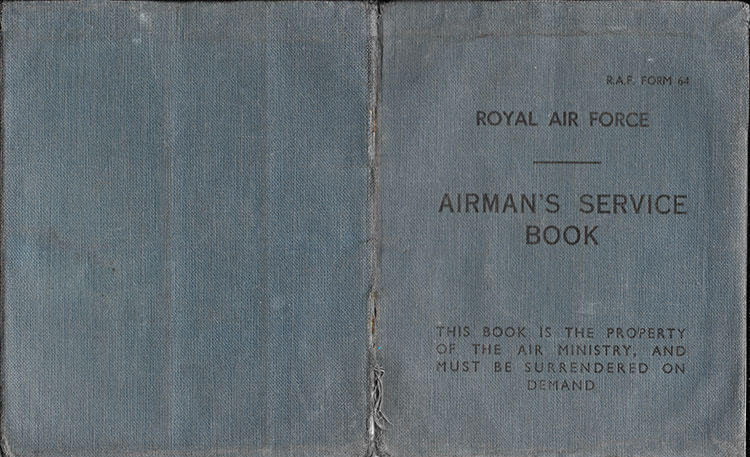 R.A.F. FORM 64
ROYAL AIR FORCE
AIRMAN'S SERVICE
BOOK
THIS BOOK IS THE PROPERTY
OF THE AIR MINISTRY, AND
MUST BE SURRENDERED ON
DEMAND